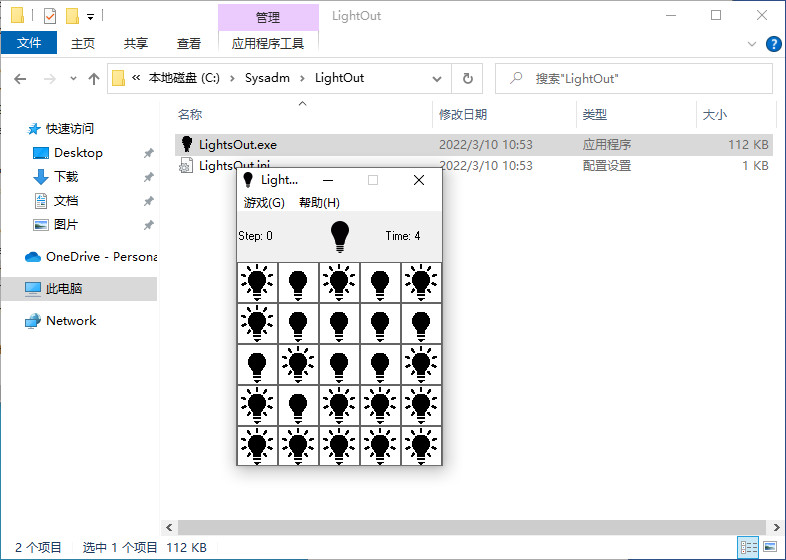 管理
LightOut
文件
主页
共享
查看
应用程序工具
« 本地磁盘 (C:) > Sysadm > LightOut
搜索"LightOut"
名称
修改日期
类型
大小
快速访问
Desktop
下载
文档
图片
OneDrive - Persona
此电脑
Network
LightsOut.exe
2022/3/10 10:53
应用程序
112 KB
LightsOut.ini
2022/3/10 10:53
配置设置
1 KB
Light...
游戏(G)
帮助(H)
Step: 0
Time: 4
2 个项目
选中 1 个项目
112 KB